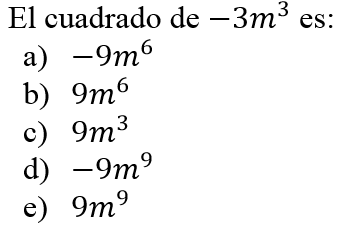 El cuadrado de −3m³ es:
a) −9m⁶
b) 9m⁶
c) 9m³
d) −9m⁹
e) 9m⁹